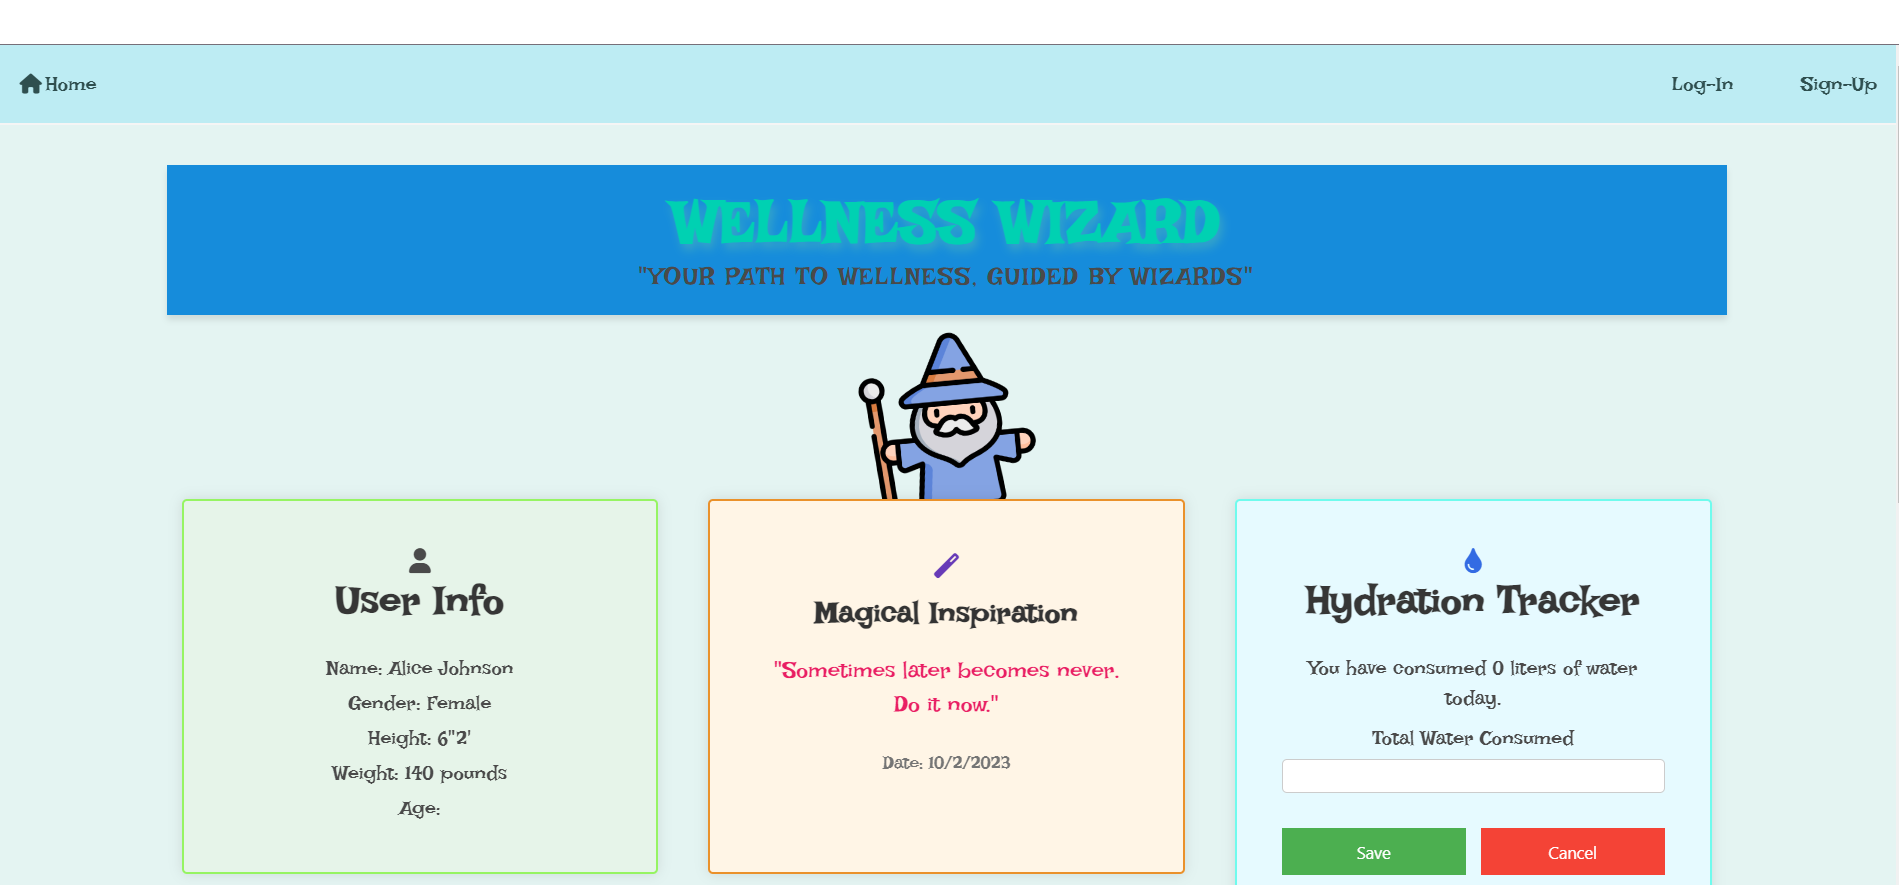 Home
Log-In
Sign-Up
WELLNESS WIZARD
"YOUR PATH TO WELLNESS, GUIDED BY WIZARDS"
User Info
Name: Alice Johnson
Gender: Female
Height: 6"2'
Weight: 140 pounds
Age:
Magical Inspiration
"Sometimes later becomes never.
Do it now."
Date: 10/2/2023
Hydration Tracker
You have consumed 0 liters of water
today.
Total Water Consumed
Save
Cancel